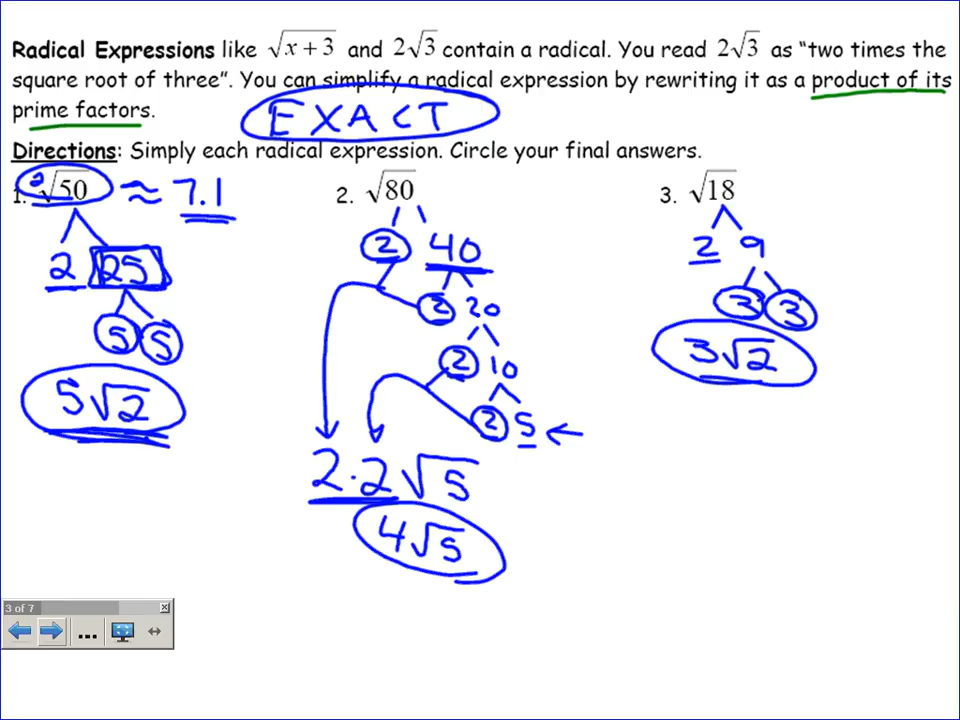 Radical Expressions like √x + 3 and 2√3 contain a radical. You read 2√3 as “two times the
square root of three”. You can simplify a radical expression by rewriting it as a product of its
prime factors.
EXACT
Directions: Simply each radical expression. Circle your final answers.
1. 2√50 ≈ 7.1
2 25
5 5
5√2
2. √80
2 40
2 20
2 10
2 5 ←
2·2√5
4√5
3. √18
2 9
3 3
3√2
3 of 7